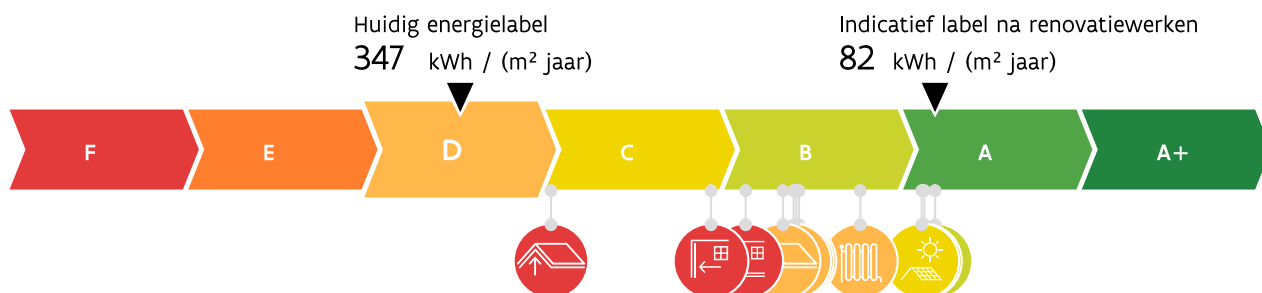 Huidig energielabel
347 kWh / (m² jaar)
Indicatief label na renovatiewerken
82 kWh / (m² jaar)
F E D C B A A+